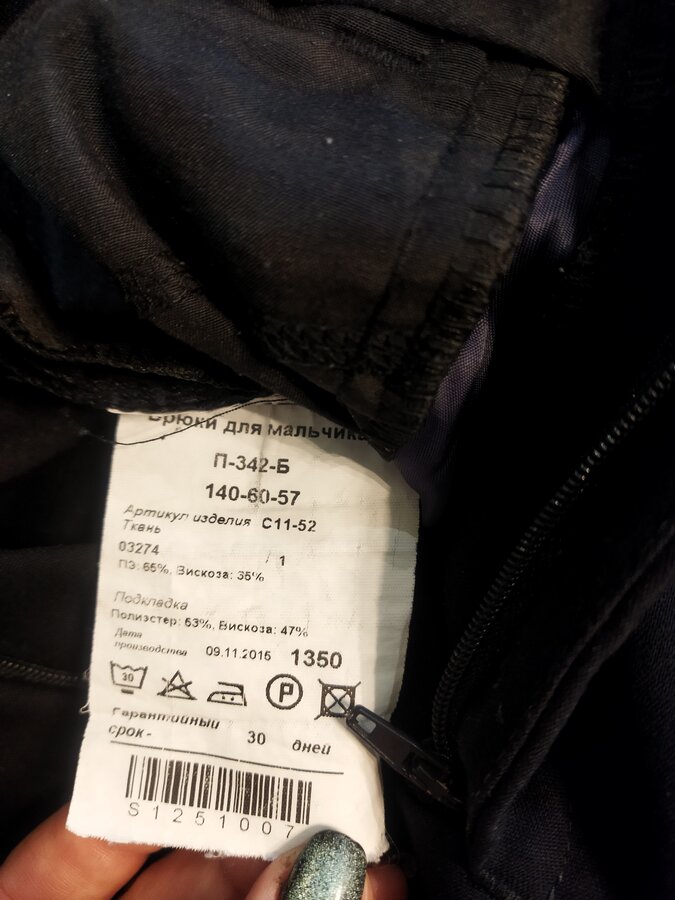 Брюки для мальчика
П-342-Б
140-60-57
Артикул изделия С11-52
Ткань
03274 1
ПЭ: 65%, Вискоза: 35%
Подкладка
Полиэстер: 53%, Вискоза: 47%
Дата
производства 09.11.2015 1350
30 P
Гарантийный
срок- 30 дней
S1251007